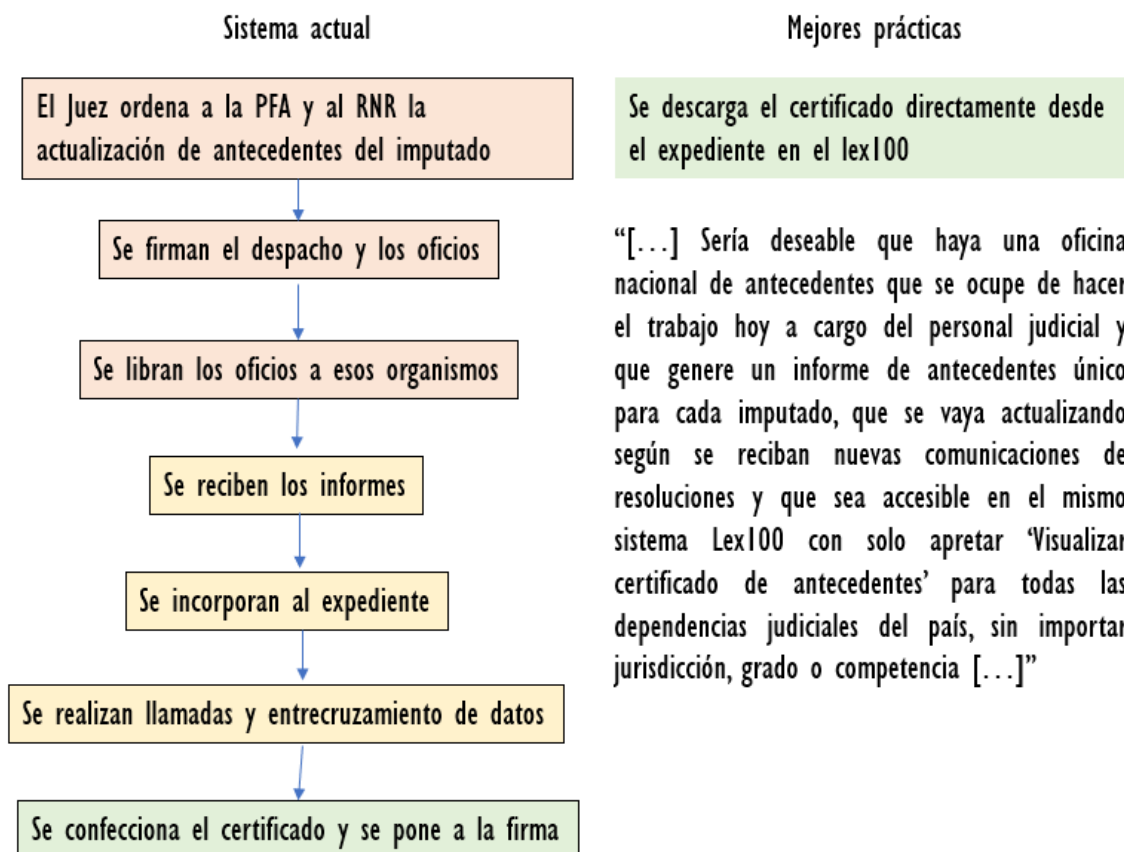 Sistema actual
El Juez ordena a la PFA y al RNR la
actualización de antecedentes del imputado
Se firman el despacho y los oficios
Se libran los oficios a esos organismos
Se reciben los informes
Se incorporan al expediente
Se realizan llamadas y entrecruzamiento de datos
Se confecciona el certificado y se pone a la firma
Mejores prácticas
Se descarga el certificado directamente desde
el expediente en el lex100
“[…] Sería deseable que haya una oficina
nacional de antecedentes que se ocupe de hacer
el trabajo hoy a cargo del personal judicial y
que genere un informe de antecedentes único
para cada imputado, que se vaya actualizando
según se reciban nuevas comunicaciones de
resoluciones y que sea accesible en el mismo
sistema Lex100 con solo apretar ‘Visualizar
certificado de antecedentes’ para todas las
dependencias judiciales del país, sin importar
jurisdicción, grado o competencia […]”